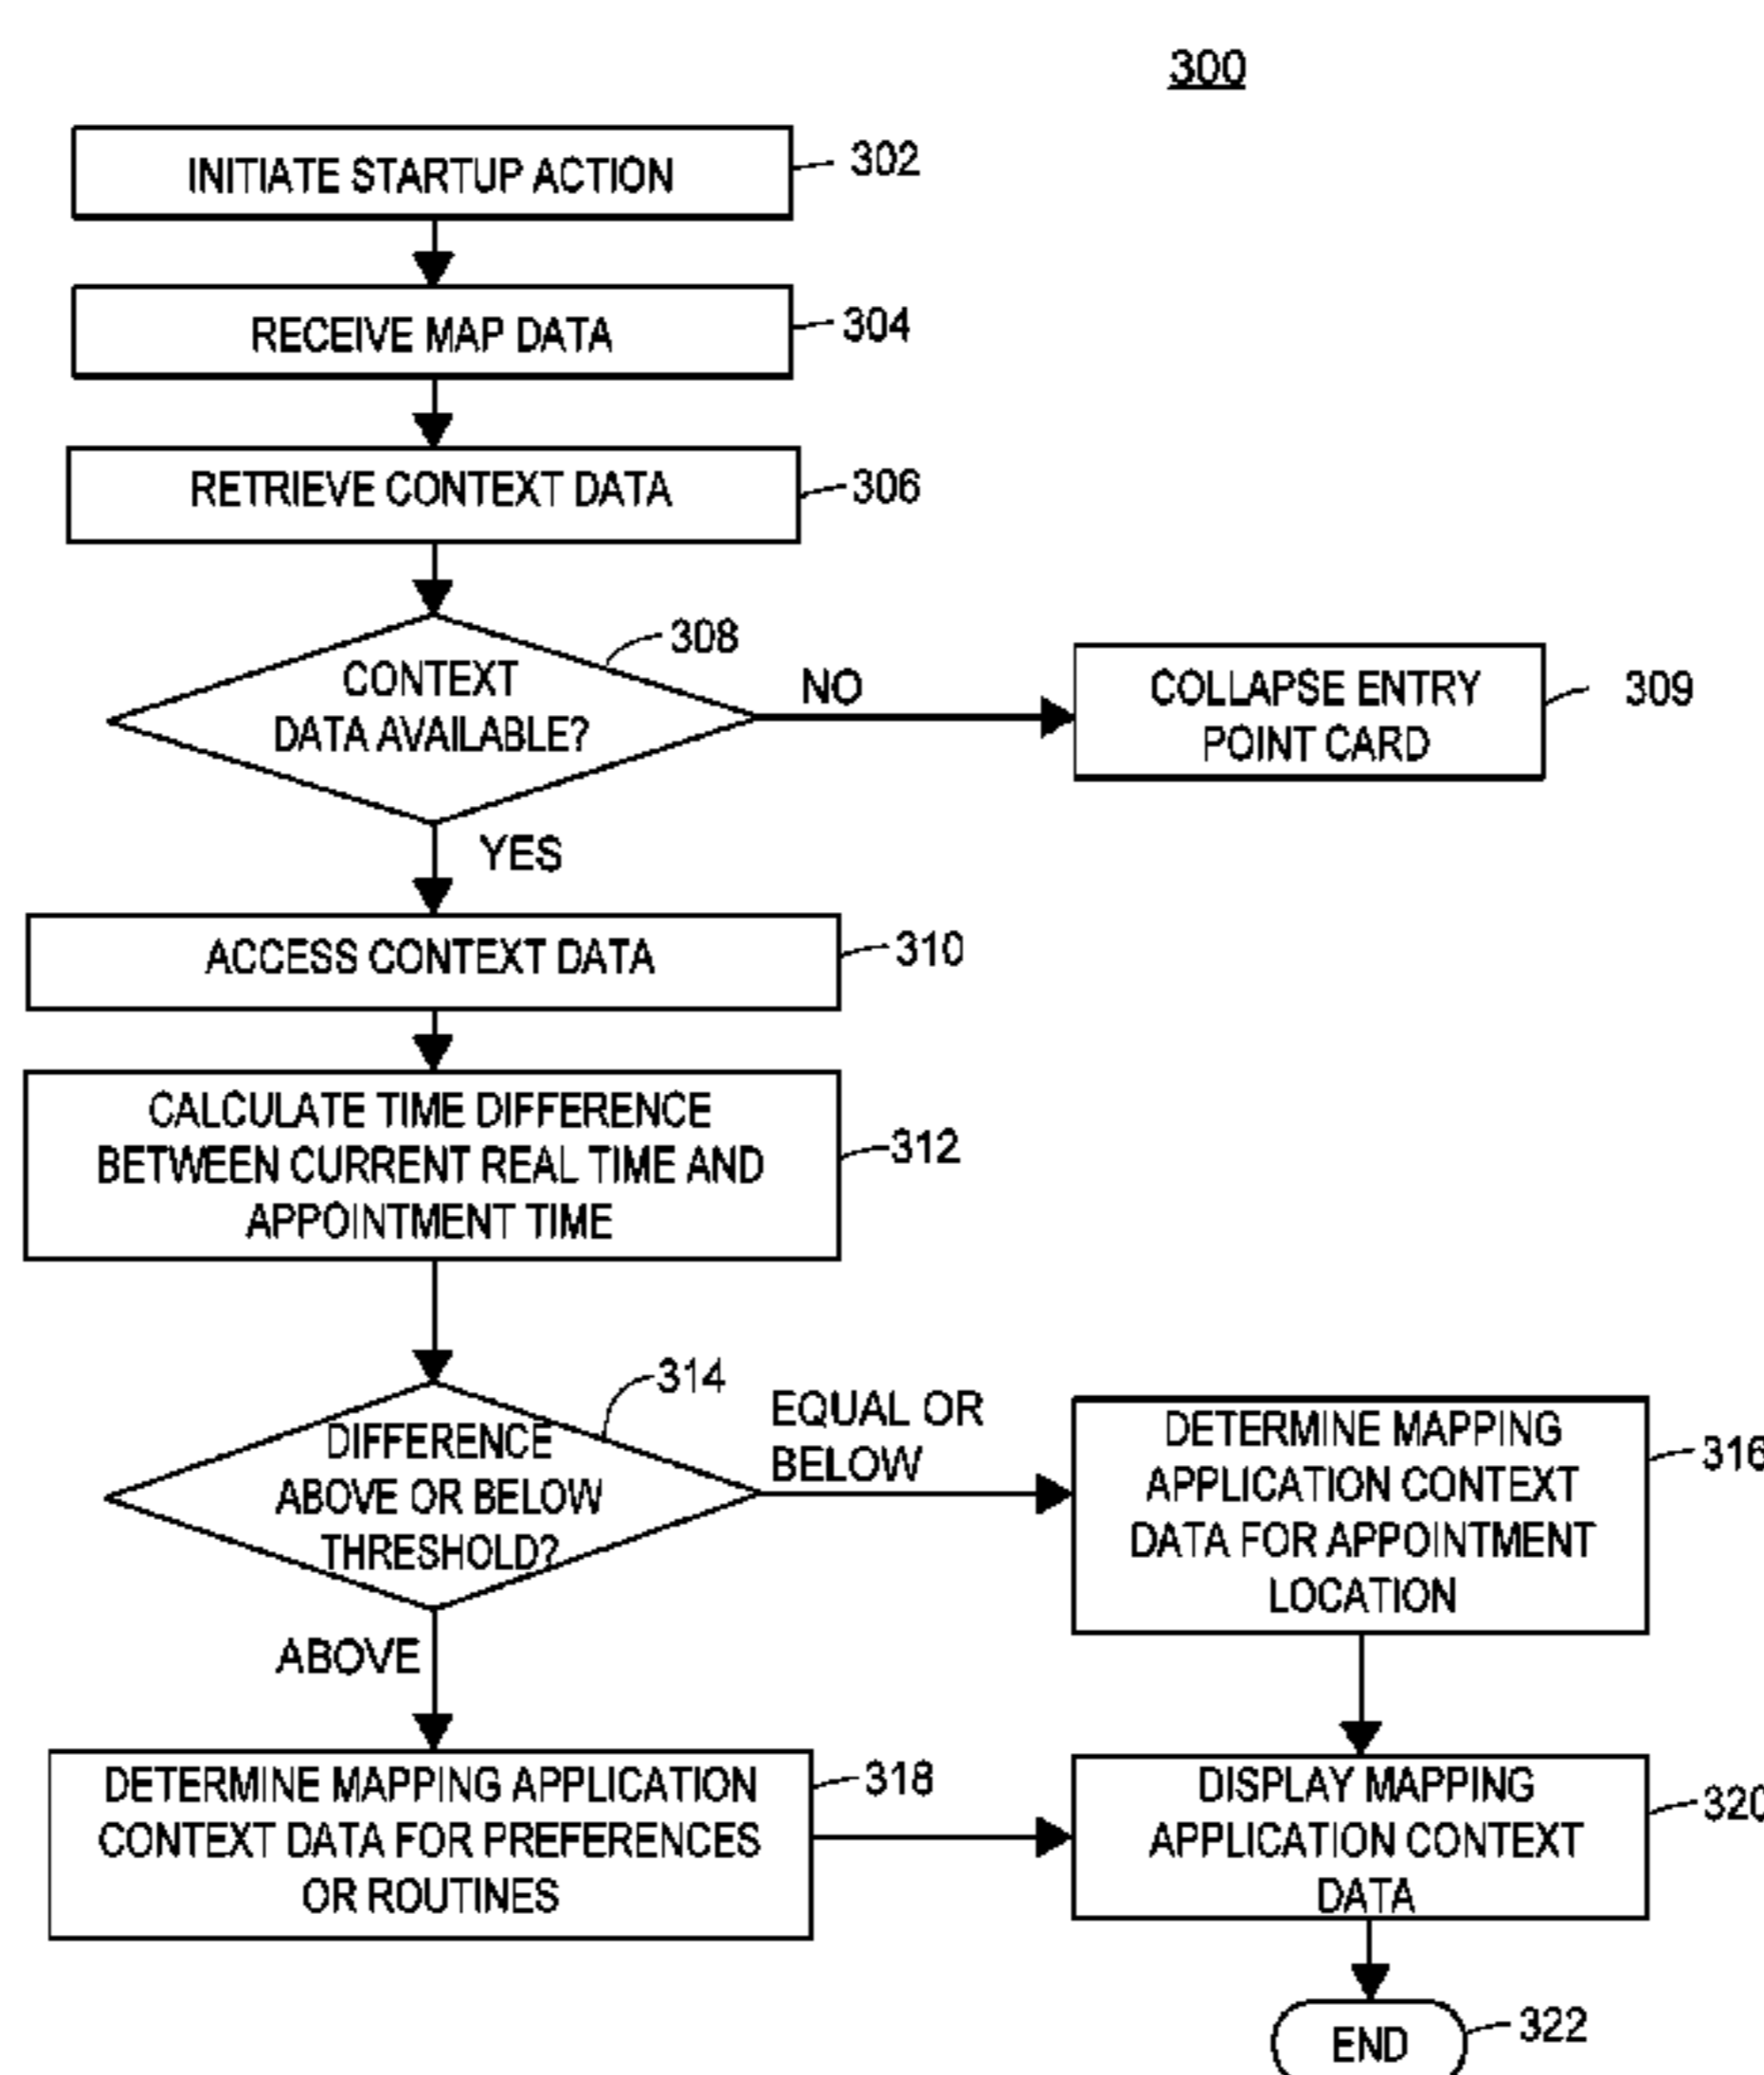 300
INITIATE STARTUP ACTION
302
RECEIVE MAP DATA
304
RETRIEVE CONTEXT DATA
306
308
CONTEXT
DATA AVAILABLE?
NO
COLLAPSE ENTRY
POINT CARD
309
YES
ACCESS CONTEXT DATA
310
CALCULATE TIME DIFFERENCE
BETWEEN CURRENT REAL TIME AND
APPOINTMENT TIME
312
314
DIFFERENCE
ABOVE OR BELOW
THRESHOLD?
EQUAL OR
BELOW
DETERMINE MAPPING
APPLICATION CONTEXT
DATA FOR APPOINTMENT
LOCATION
316
ABOVE
DETERMINE MAPPING APPLICATION
CONTEXT DATA FOR PREFERENCES
OR ROUTINES
318
DISPLAY MAPPING
APPLICATION CONTEXT
DATA
320
END
322